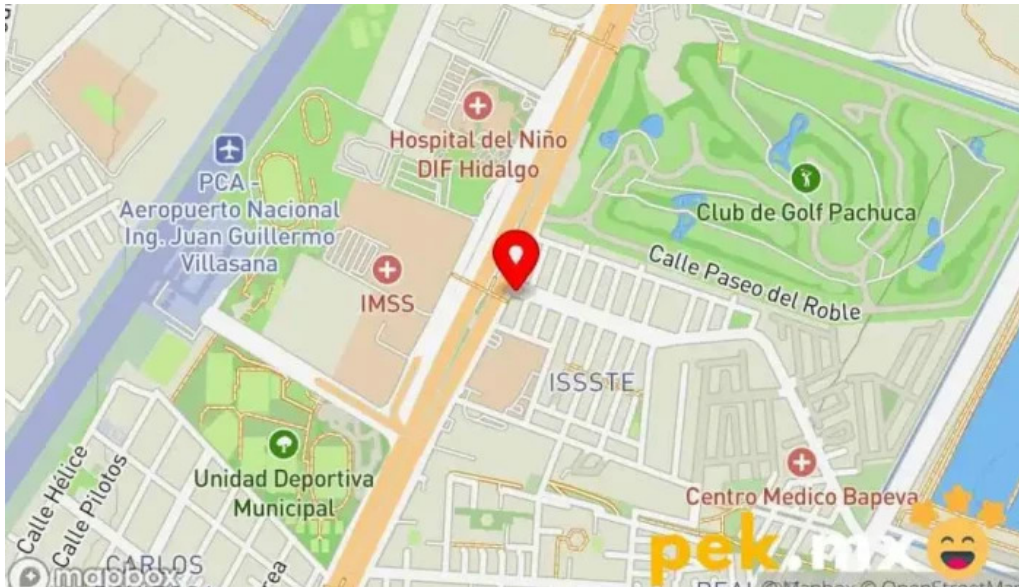 Hospital del Niño
DIF Hidalgo
PCA -
Aeropuerto Nacional
Ing. Juan Guillermo
Villasana
Club de Golf Pachuca
IMSS
Calle Paseo del Roble
ISSSTE
Unidad Deportiva
Municipal
Calle Hélice
Calle Pilotos
Centro Medico Bapeva
pek.mx
CARLOS
mapbox